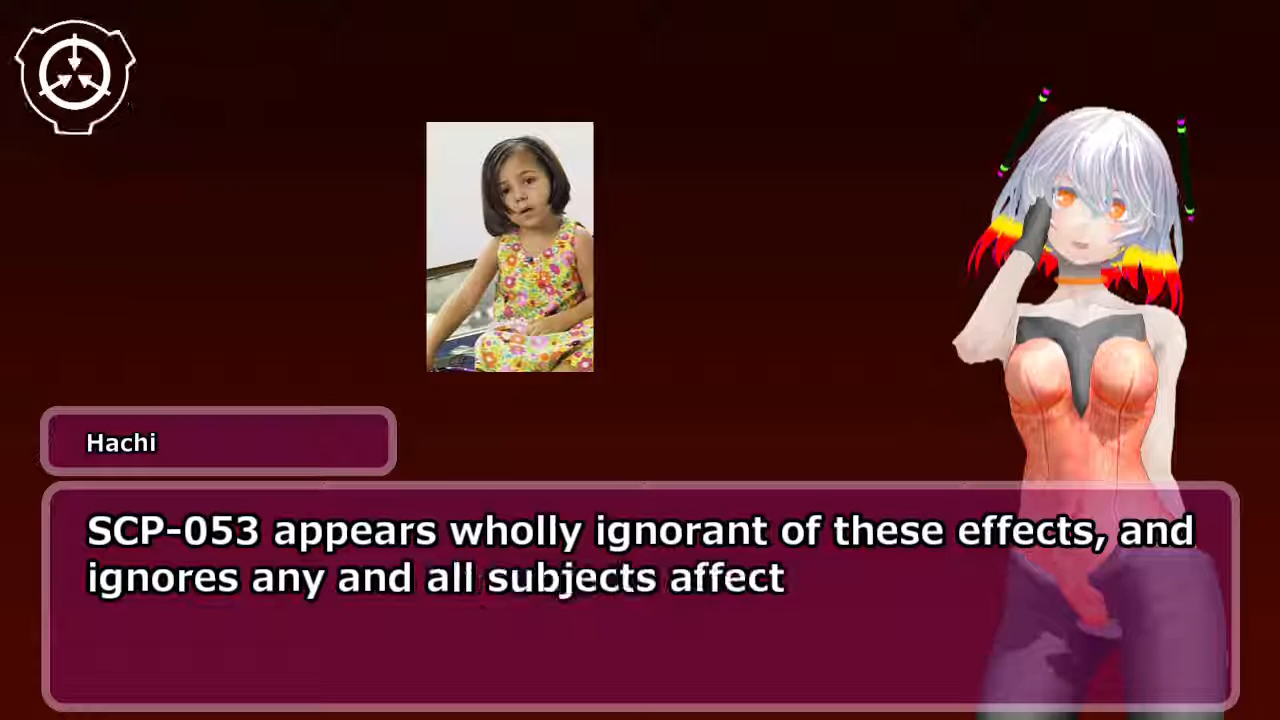 Hachi
SCP-053 appears wholly ignorant of these effects, and
ignores any and all subjects affect